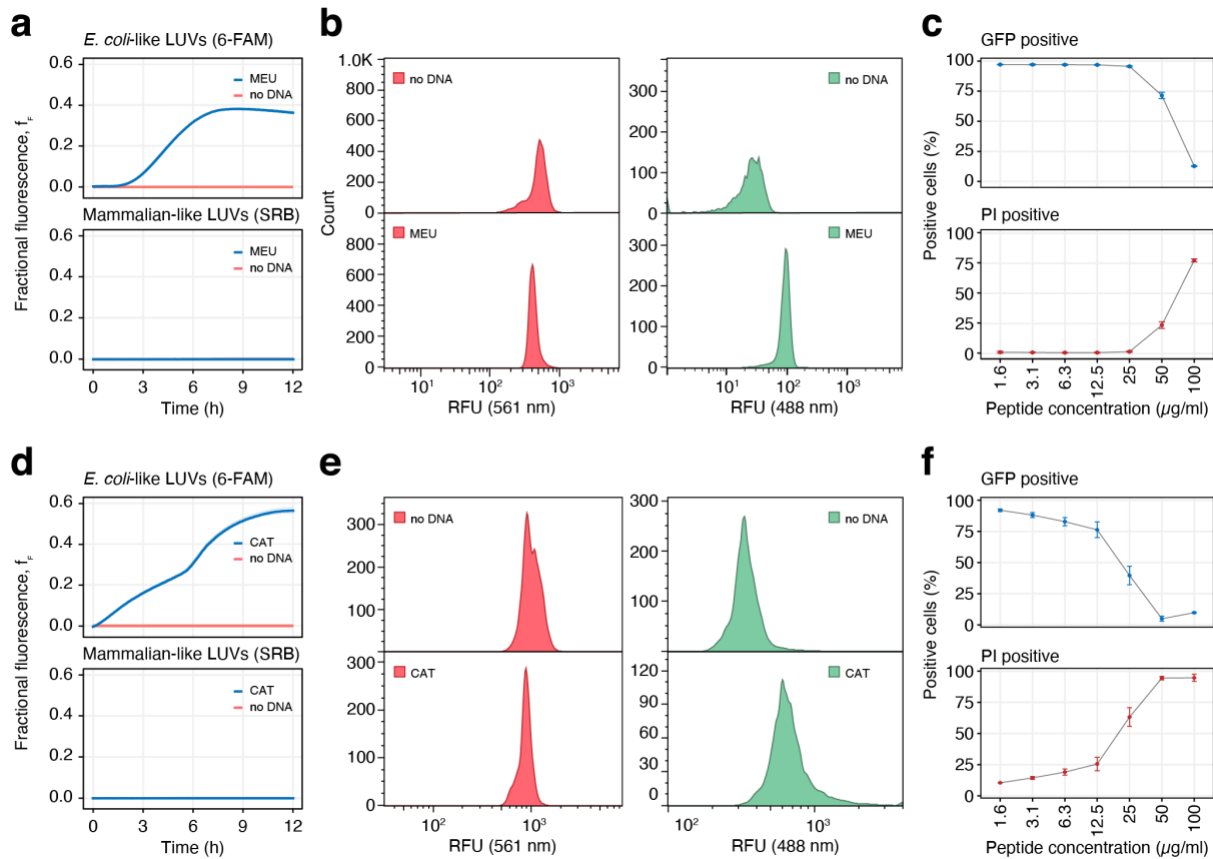 a
E. coli-like LUVs (6-FAM)
0.6
0.4
0.2
0.0
MEU
no DNA
Mammalian-like LUVs (SRB)
0.6
0.4
0.2
0.0
MEU
no DNA
0 3 6 9 12
Time (h)
Fractional fluorescence, f_F
b
1.0K
800
600
400
200
0
no DNA
800
600
400
200
0
MEU
Count
10¹ 10² 10³
RFU (561 nm)
300
200
100
0
no DNA
300
200
100
0
MEU
10¹ 10² 10³
RFU (488 nm)
c
GFP positive
100
75
50
25
0
PI positive
100
75
50
25
0
Positive cells (%)
1.6 3.1 6.3 12.5 25 50 100
Peptide concentration (µg/ml)
d
E. coli-like LUVs (6-FAM)
0.6
0.4
0.2
0.0
CAT
no DNA
Mammalian-like LUVs (SRB)
0.6
0.4
0.2
0.0
CAT
no DNA
0 3 6 9 12
Time (h)
Fractional fluorescence, f_F
e
300
200
100
no DNA
300
200
100
0
CAT
10² 10³
RFU (561 nm)
300
200
100
0
no DNA
120
90
60
30
0
CAT
10² 10³
RFU (488 nm)
f
GFP positive
100
75
50
25
0
PI positive
100
75
50
25
0
Positive cells (%)
1.6 3.1 6.3 12.5 25 50 100
Peptide concentration (µg/ml)